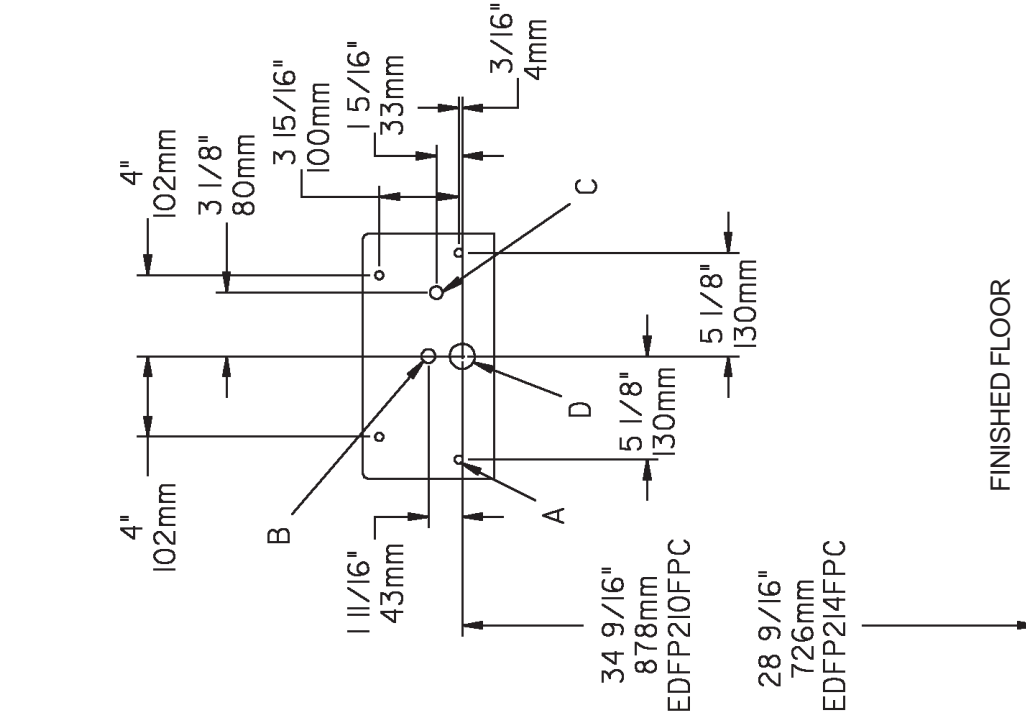 4"
102mm
3 1/8"
80mm
3 15/16"
100mm
1 5/16"
33mm
3/16"
4mm
4"
102mm
B
C
D
A
1 11/16"
43mm
5 1/8"
130mm
5 1/8"
130mm
34 9/16"
878mm
EDFP210FPC
28 9/16"
726mm
EDFP214FPC
FINISHED FLOOR